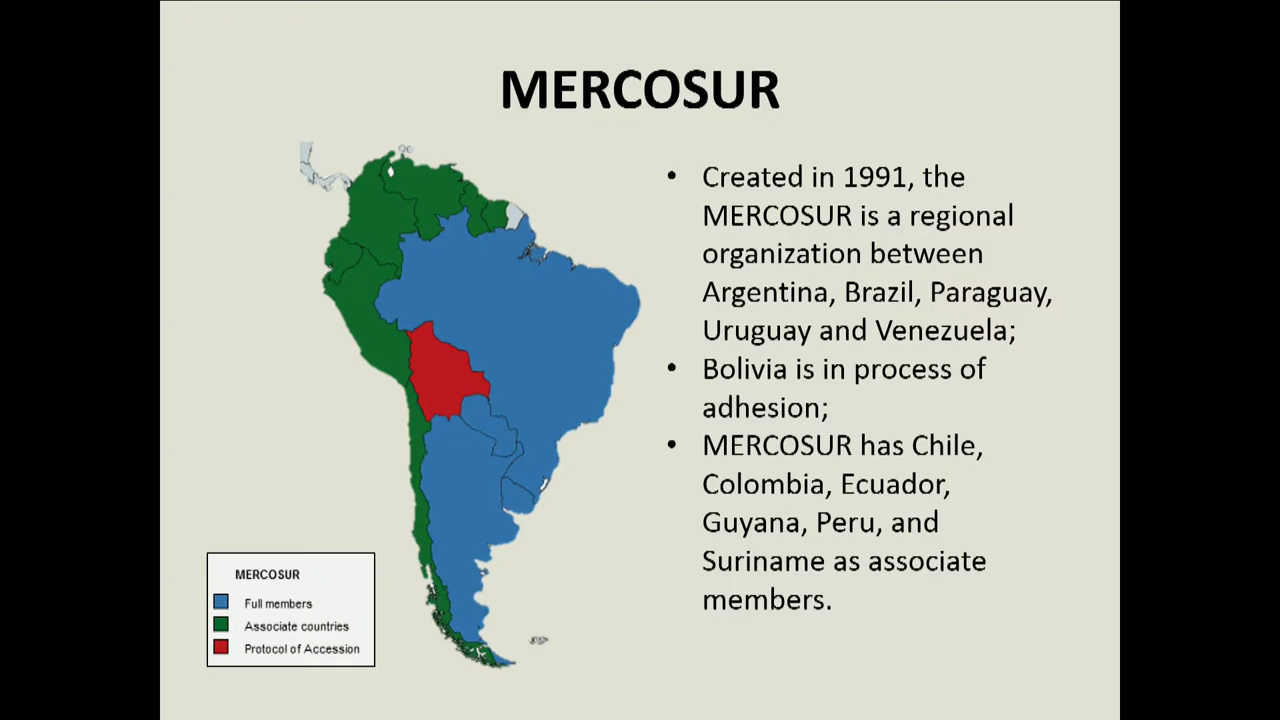 MERCOSUR
• Created in 1991, the
MERCOSUR is a regional
organization between
Argentina, Brazil, Paraguay,
Uruguay and Venezuela;
• Bolivia is in process of
adhesion;
• MERCOSUR has Chile,
Colombia, Ecuador,
Guyana, Peru, and
Suriname as associate
members.
MERCOSUR
Full members
Associate countries
Protocol of Accession